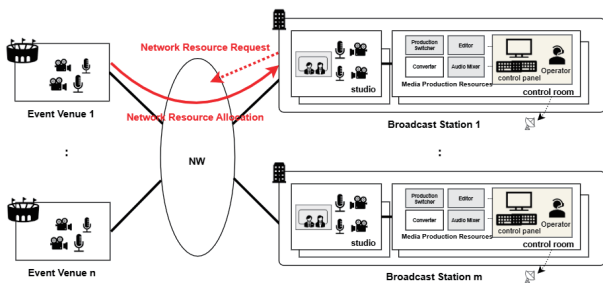 Network Resource Request
Network Resource Allocation
Event Venue 1
:
Event Venue n
NW
studio
Production
Switcher
Editor
Converter
Audio Mixer
Media Production Resources
control panel
Operator
control room
Broadcast Station 1
:
studio
Production
Switcher
Editor
Converter
Audio Mixer
Media Production Resources
control panel
Operator
control room
Broadcast Station m